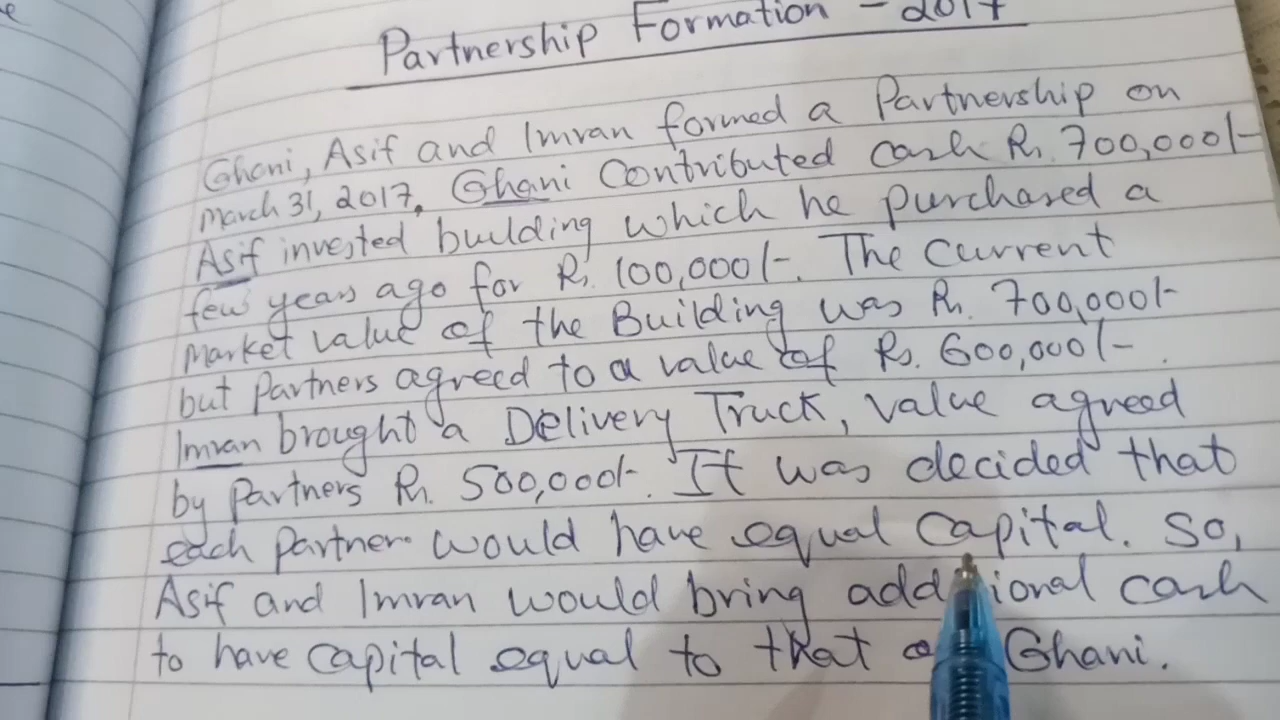 Partnership Formation - 2017
Ghani, Asif and Imran formed a Partnership on
March 31, 2017. Ghani Contributed cash Rs. 700,000/-
Asif invested building which he purchased a
few years ago for Rs. 100,000/-. The Current
Market value of the Building was Rs. 700,000/-
but Partners agreed to a value of Rs. 600,000/-.
Imran brought a Delivery Truck, value agreed
by Partners Rs. 500,000/-. It was decided that
each partner would have equal Capital. So,
Asif and Imran would bring additional cash
to have capital equal to that Ghani.